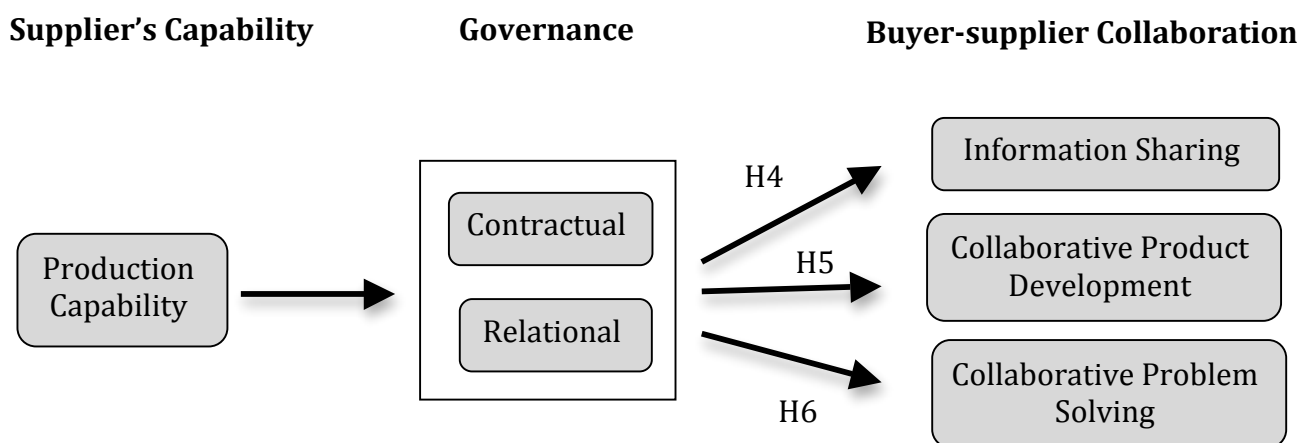 Supplier’s Capability
Governance
Buyer-supplier Collaboration
Production
Capability
Contractual
Relational
H4
H5
H6
Information Sharing
Collaborative Product
Development
Collaborative Problem
Solving